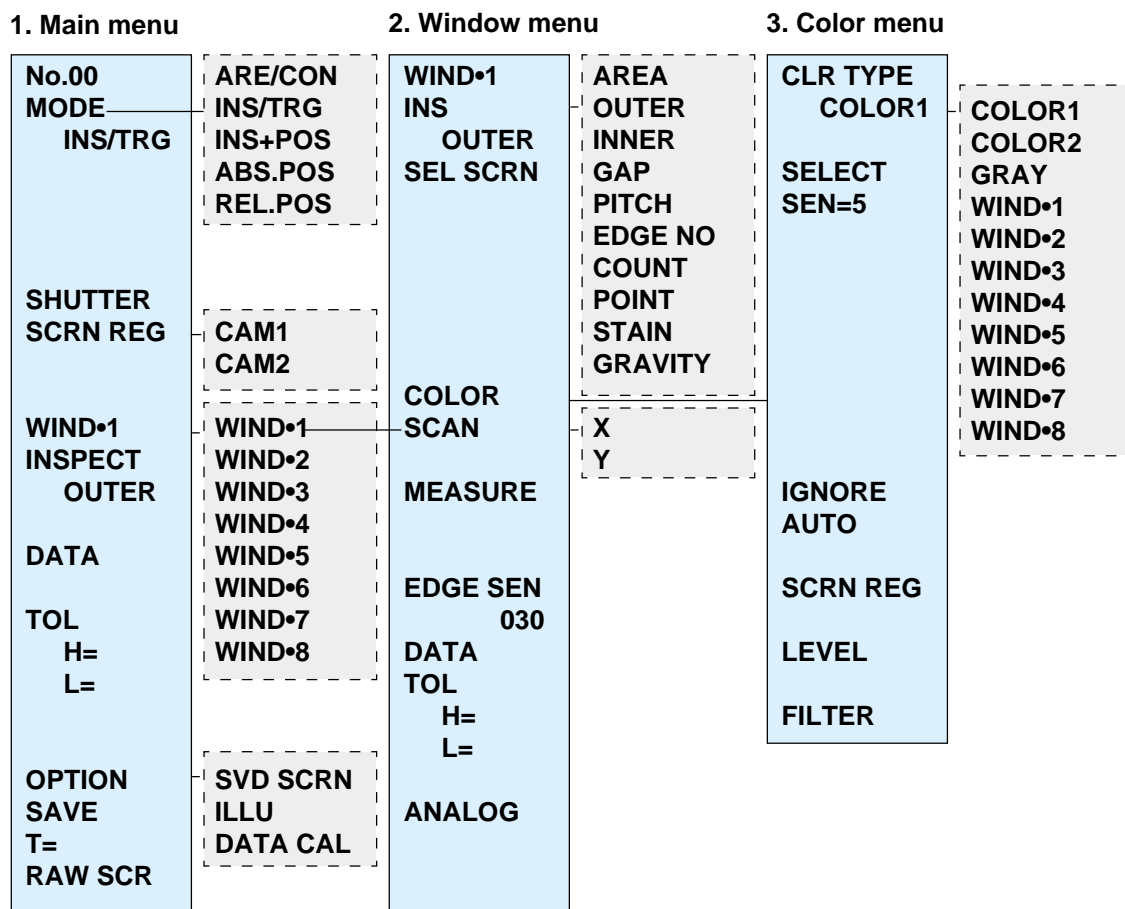 1. Main menu
No.00
MODE
INS/TRG
SHUTTER
SCRN REG
WIND•1
INSPECT
OUTER
DATA
TOL
H=
L=
OPTION
SAVE
T=
RAW SCR
ARE/CON
INS/TRG
INS+POS
ABS.POS
REL.POS
CAM1
CAM2
WIND•1
WIND•2
WIND•3
WIND•4
WIND•5
WIND•6
WIND•7
WIND•8
SVD SCRN
ILLU
DATA CAL
2. Window menu
WIND•1
INS
OUTER
SEL SCRN
COLOR
SCAN
MEASURE
EDGE SEN
030
DATA
TOL
H=
L=
ANALOG
AREA
OUTER
INNER
GAP
PITCH
EDGE NO
COUNT
POINT
STAIN
GRAVITY
X
Y
3. Color menu
CLR TYPE
COLOR1
SELECT
SEN=5
IGNORE
AUTO
SCRN REG
LEVEL
FILTER
COLOR1
COLOR2
GRAY
WIND•1
WIND•2
WIND•3
WIND•4
WIND•5
WIND•6
WIND•7
WIND•8